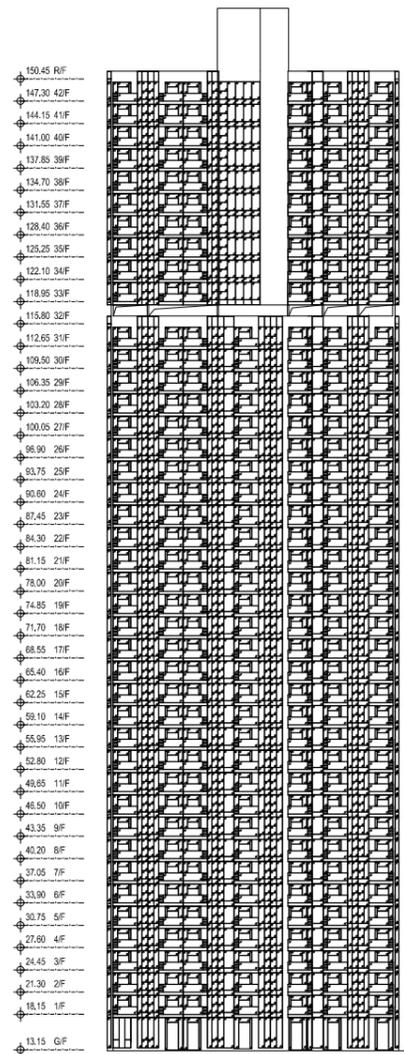 150.45 R/F
147.30 42/F
144.15 41/F
141.00 40/F
137.85 39/F
134.70 38/F
131.55 37/F
128.40 36/F
125.25 35/F
122.10 34/F
118.95 33/F
115.80 32/F
112.65 31/F
109.50 30/F
106.35 29/F
103.20 28/F
100.05 27/F
96.90 26/F
93.75 25/F
90.60 24/F
87.45 23/F
84.30 22/F
81.15 21/F
78.00 20/F
74.85 19/F
71.70 18/F
68.55 17/F
65.40 16/F
62.25 15/F
59.10 14/F
55.95 13/F
52.80 12/F
49.65 11/F
46.50 10/F
43.35 9/F
40.20 8/F
37.05 7/F
33.90 6/F
30.75 5/F
27.60 4/F
24.45 3/F
21.30 2/F
18.15 1/F
13.15 G/F